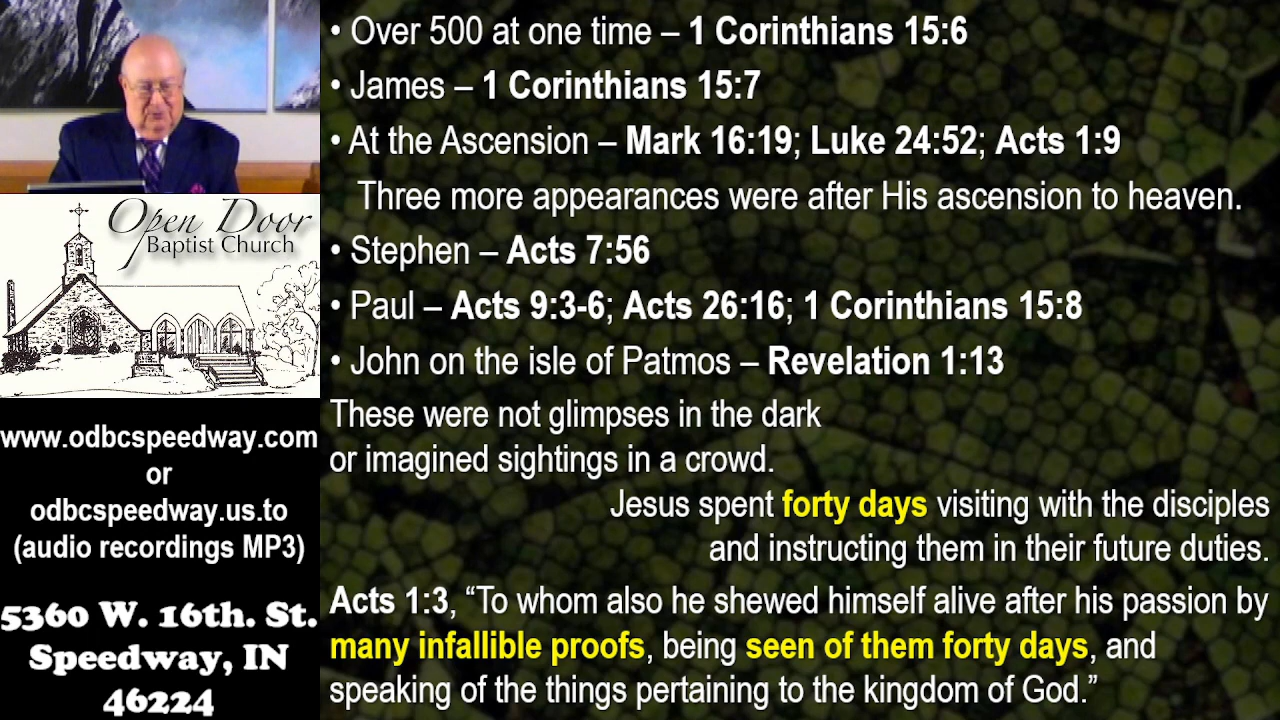 Open Door
Baptist Church
www.odbcspeedway.com
or
odbcspeedway.us.to
(audio recordings MP3)
5360 W. 16th. St.
Speedway, IN
46224
• Over 500 at one time – 1 Corinthians 15:6
• James – 1 Corinthians 15:7
• At the Ascension – Mark 16:19; Luke 24:52; Acts 1:9
Three more appearances were after His ascension to heaven.
• Stephen – Acts 7:56
• Paul – Acts 9:3-6; Acts 26:16; 1 Corinthians 15:8
• John on the isle of Patmos – Revelation 1:13
These were not glimpses in the dark
or imagined sightings in a crowd.
Jesus spent forty days visiting with the disciples
and instructing them in their future duties.
Acts 1:3, “To whom also he shewed himself alive after his passion by
many infallible proofs, being seen of them forty days, and
speaking of the things pertaining to the kingdom of God.”